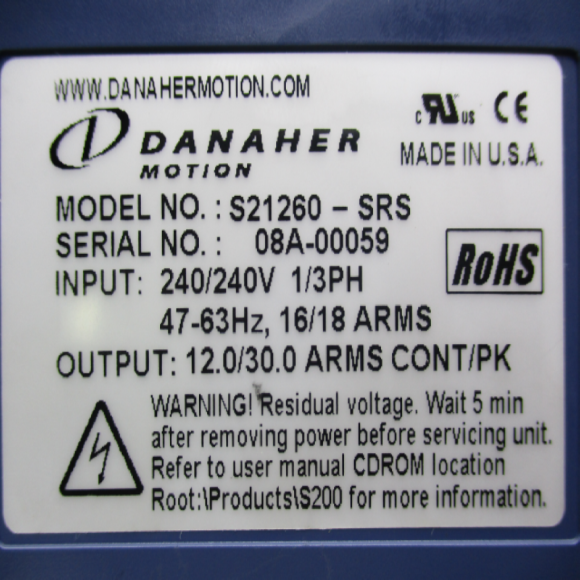 WWW.DANAHERMOTION.COM
c RU us CE
DANAHER
MOTION
MADE IN U.S.A.
MODEL NO. : S21260 – SRS
SERIAL NO. : 08A-00059
INPUT: 240/240V 1/3PH
RoHS
47-63Hz, 16/18 ARMS
OUTPUT: 12.0/30.0 ARMS CONT/PK
WARNING! Residual voltage. Wait 5 min
after removing power before servicing unit.
Refer to user manual CDROM location
Root:\Products\S200 for more information.